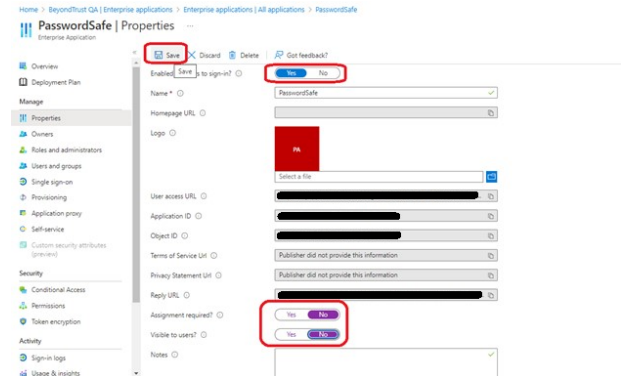 Home > BeyondTrust QA | Enterprise applications > Enterprise applications | All applications > PasswordSafe
PasswordSafe | Properties ...
Enterprise Application
Save Discard Delete Got feedback?
Overview
Deployment Plan
Manage
Properties
Owners
Roles and administrators
Users and groups
Single sign-on
Provisioning
Application proxy
Self-service
Custom security attributes
(preview)
Security
Conditional Access
Permissions
Token encryption
Activity
Sign-in logs
Usage & insights
Enabled s to sign-in? Yes No
Save
Name * PasswordSafe
Homepage URL
Logo
PA
Select a file
User access URL
Application ID
Object ID
Terms of Service Url Publisher did not provide this information
Privacy Statement Url Publisher did not provide this information
Reply URL
Assignment required? Yes No
Visible to users? Yes No
Notes